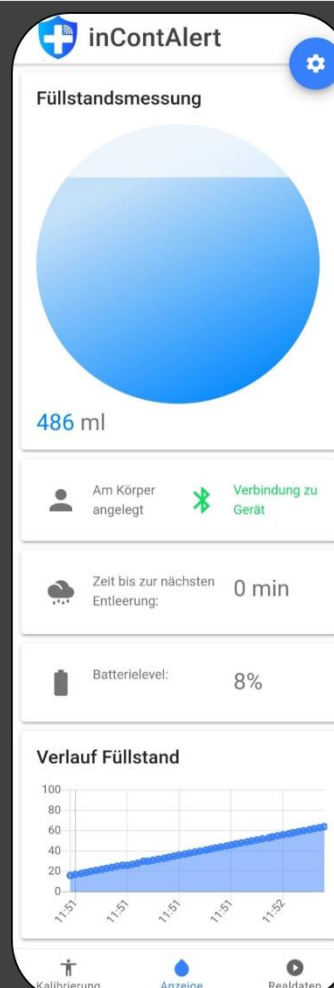 inContAlert
Füllstandsmessung
486 ml
Am Körper
angelegt
Verbindung zu
Gerät
Zeit bis zur nächsten
Entleerung:
0 min
Batterielevel:
8%
Verlauf Füllstand
100
80
60
40
20
0
11:51 11:51 11:51 11:51 11:52
Kalibrierung Anzeige Realdaten